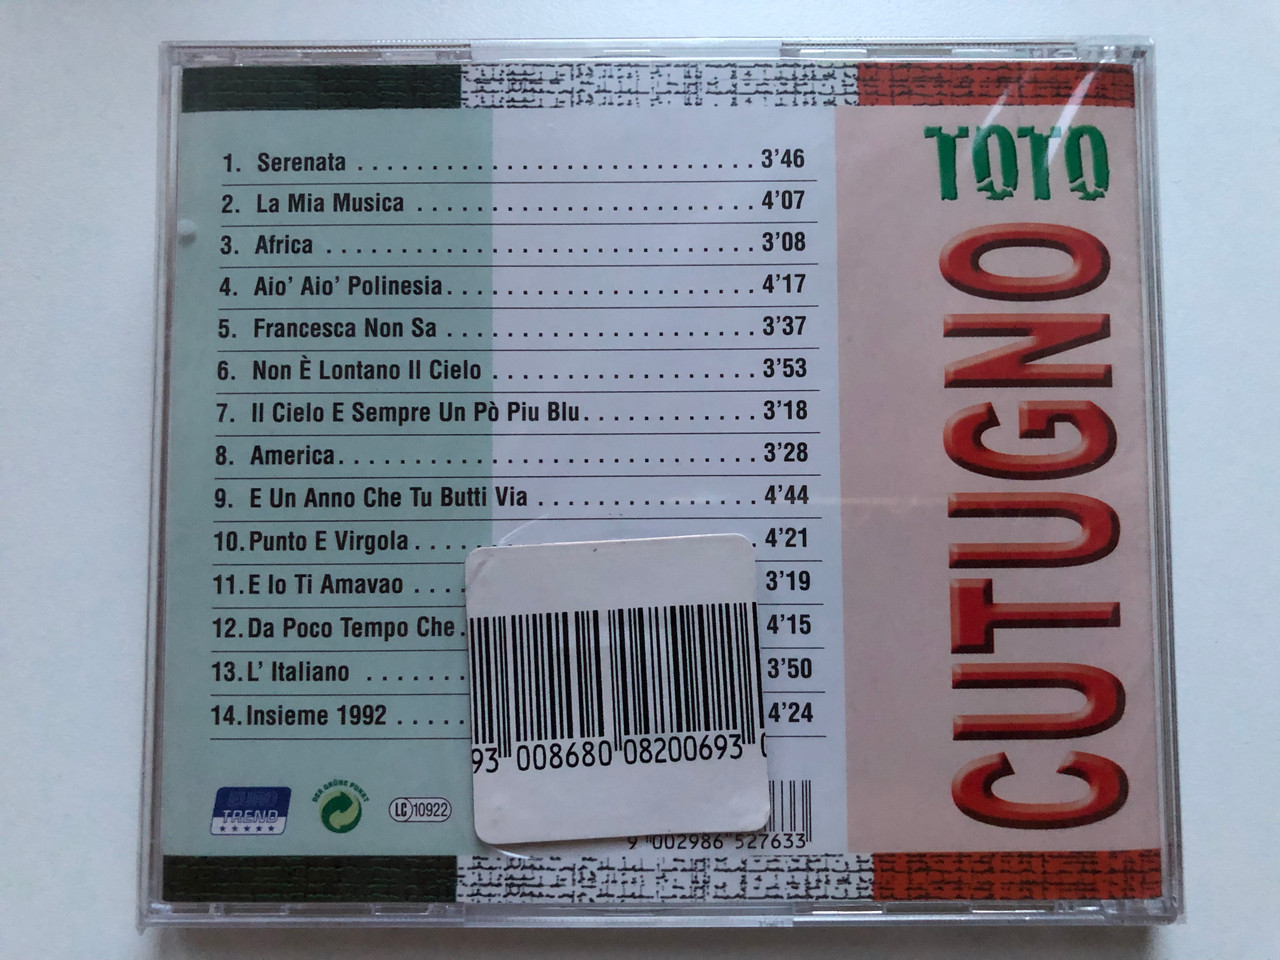 1. Serenata 3'46
2. La Mia Musica 4'07
3. Africa 3'08
4. Aio' Aio' Polinesia 4'17
5. Francesca Non Sa 3'37
6. Non È Lontano Il Cielo 3'53
7. Il Cielo E Sempre Un Pò Piu Blu 3'18
8. America 3'28
9. E Un Anno Che Tu Butti Via 4'44
10. Punto E Virgola 4'21
11. E Io Ti Amavao 3'19
12. Da Poco Tempo Che 4'15
13. L' Italiano 3'50
14. Insieme 1992 4'24
TOTO
CUTUGNO
EURO
TREND
DER GRÜNE PUNKT
LC 10922
93 008680 08200693
9 002986 527633